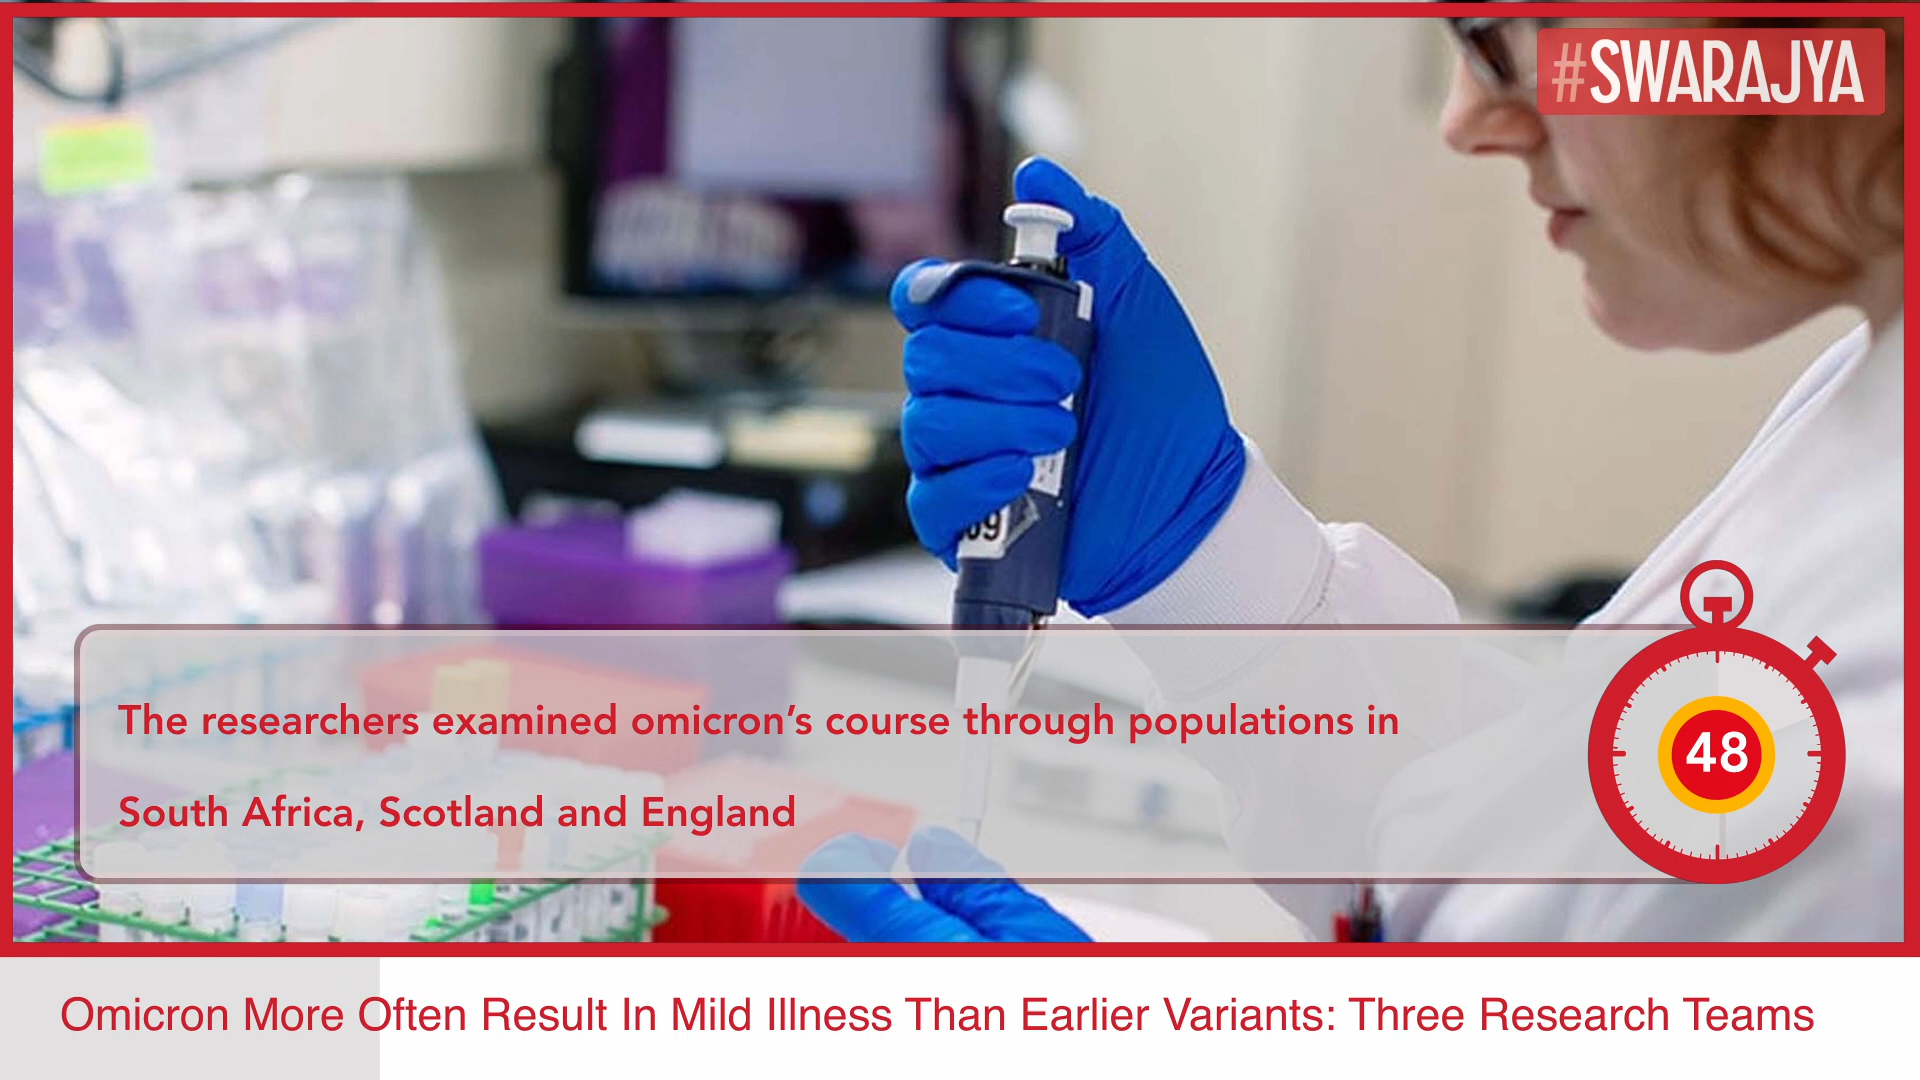 #SWARAJYA
The researchers examined omicron’s course through populations in
South Africa, Scotland and England
48
Omicron More Often Result In Mild Illness Than Earlier Variants: Three Research Teams